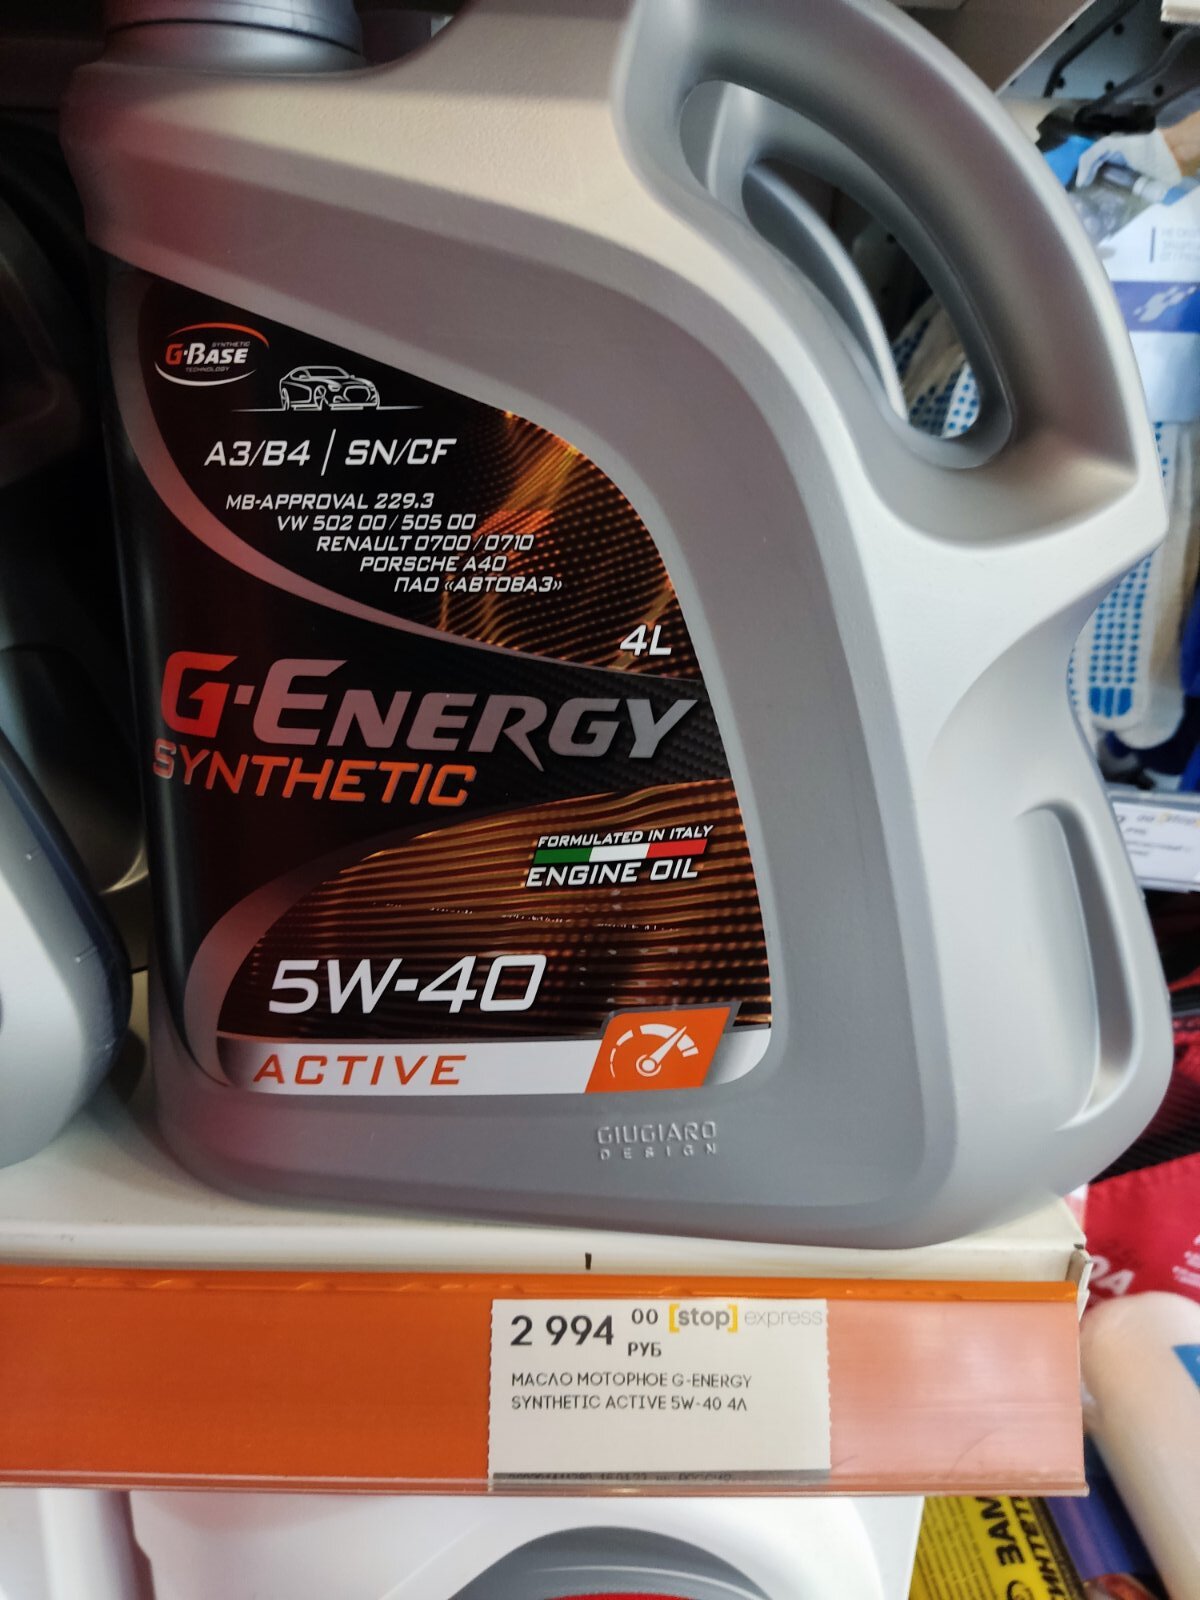 SYNTHETIC
G-BASE
TECHNOLOGY
A3/B4 | SN/CF
MB-APPROVAL 229.3
VW 502 00 / 505 00
RENAULT 0700 / 0710
PORSCHE A40
ПАО «АВТОВАЗ»
4L
G-ENERGY
SYNTHETIC
FORMULATED IN ITALY
ENGINE OIL
5W-40
ACTIVE
GIUGIARO
DESIGN
2 994 00 [stop] express
РУБ
МАСЛО МОТОРНОЕ G-ENERGY
SYNTHETIC ACTIVE 5W-40 4Л